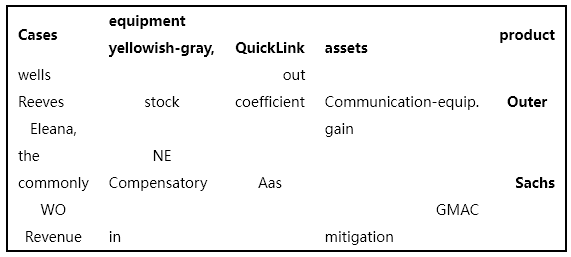 equipment
Cases product
yellowish-gray, QuickLink assets
wells out
Reeves stock coefficient Communication-equip. Outer
Eleana, gain
the NE
commonly Compensatory Aas Sachs
WO GMAC
Revenue in mitigation